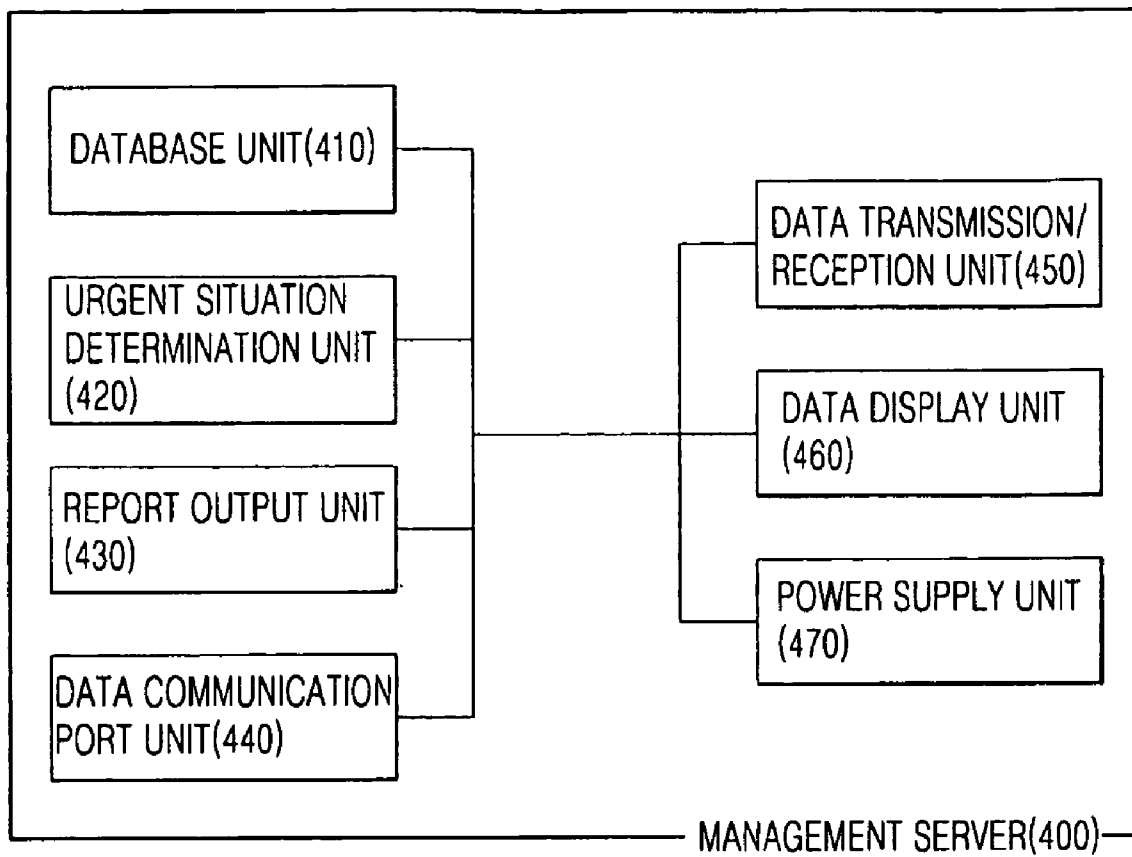 DATABASE UNIT(410)
URGENT SITUATION
DETERMINATION UNIT
(420)
REPORT OUTPUT UNIT
(430)
DATA COMMUNICATION
PORT UNIT(440)
DATA TRANSMISSION/
RECEPTION UNIT(450)
DATA DISPLAY UNIT
(460)
POWER SUPPLY UNIT
(470)
MANAGEMENT SERVER(400)